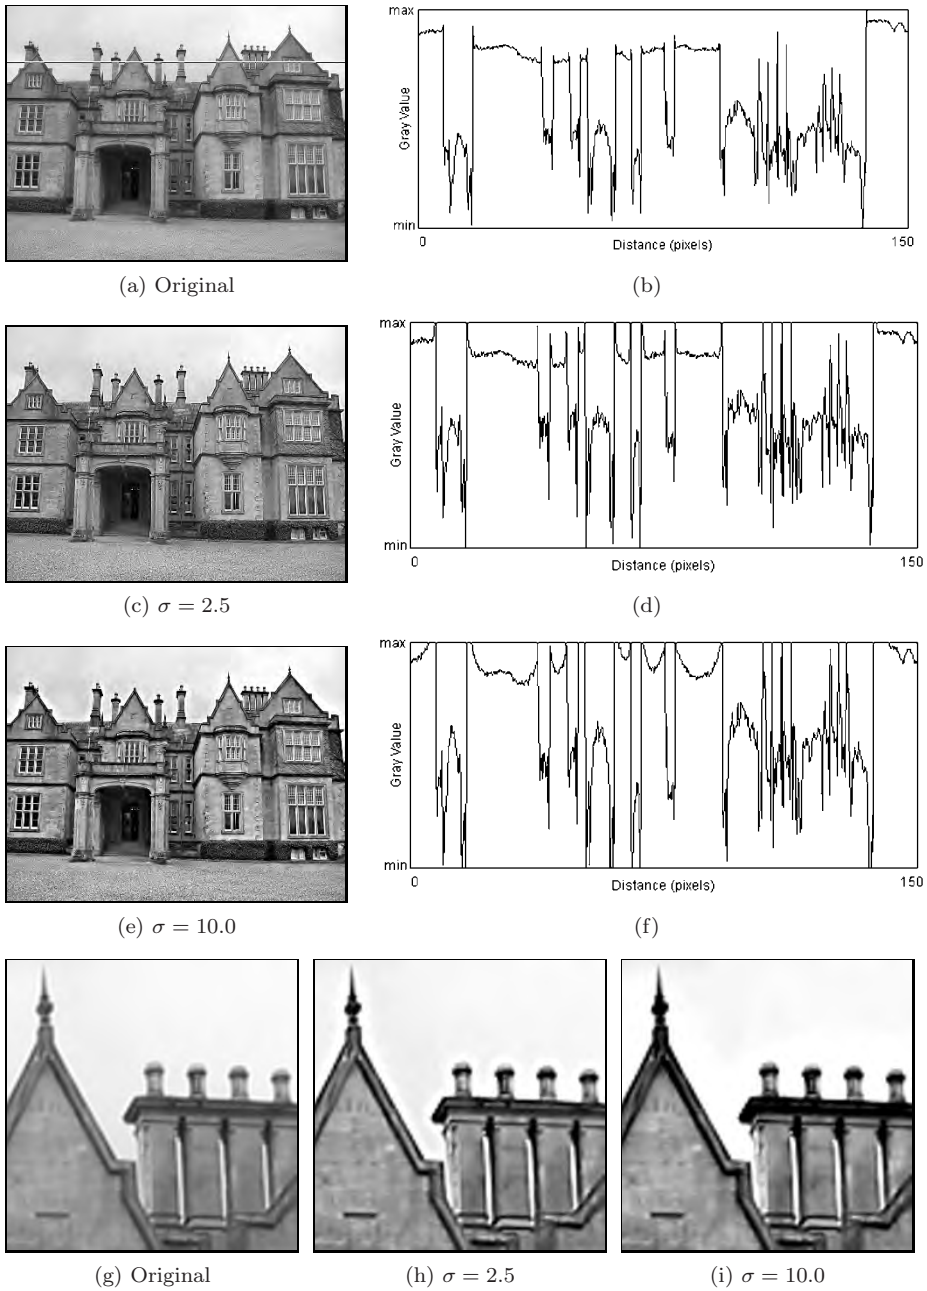 max
Gray Value
min
0
Distance (pixels)
150
(a) Original
(b)
max
Gray Value
min
0
Distance (pixels)
150
(c) σ = 2.5
(d)
max
Gray Value
min
0
Distance (pixels)
150
(e) σ = 10.0
(f)
(g) Original
(h) σ = 2.5
(i) σ = 10.0